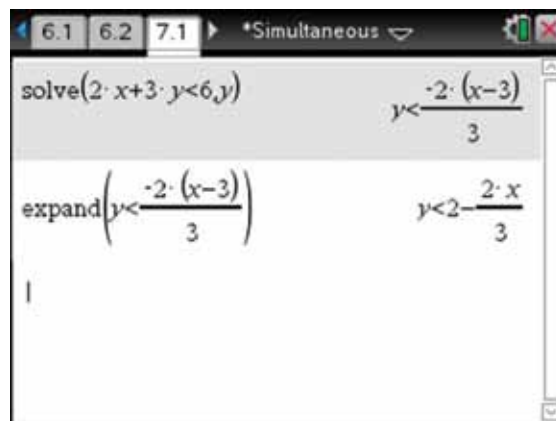 6.1 6.2 7.1 *Simultaneous
solve(2·x+3·y<6,y)
y<-2·(x-3)/3
expand(y<-2·(x-3)/3)
y<2-2·x/3